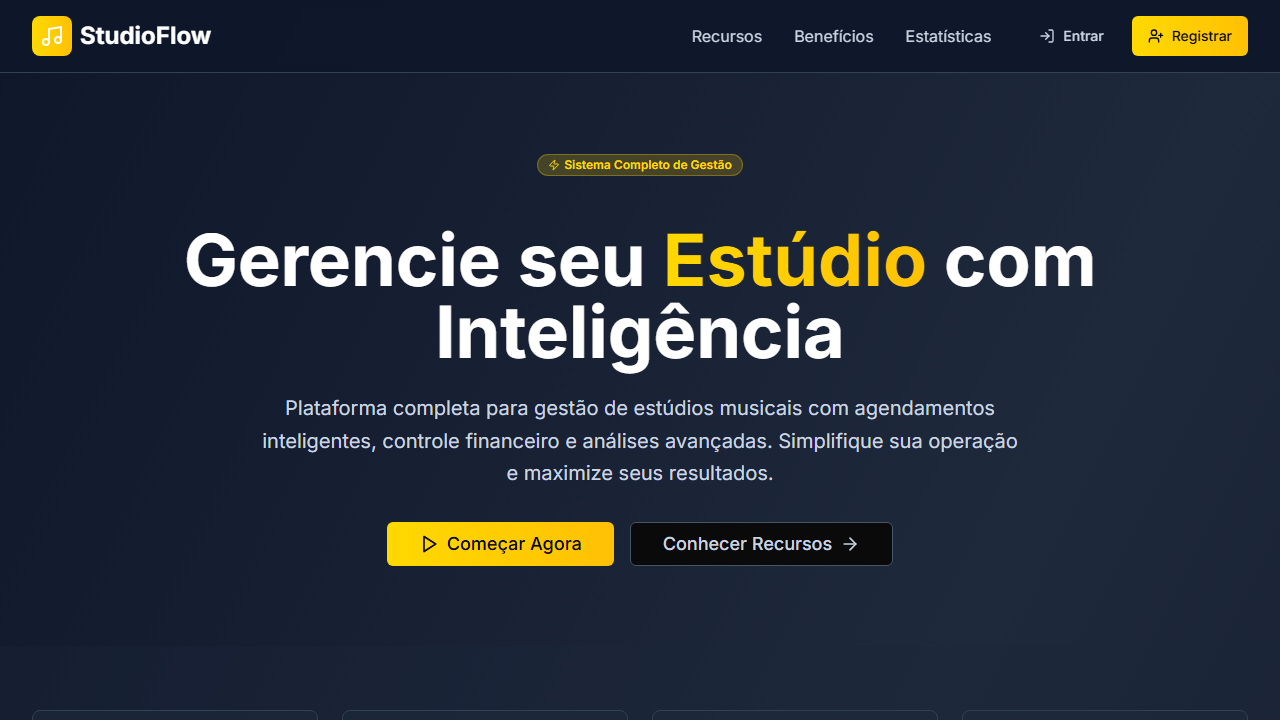 StudioFlow
Recursos
Benefícios
Estatísticas
Entrar
Registrar
Sistema Completo de Gestão
Gerencie seu Estúdio com
Inteligência
Plataforma completa para gestão de estúdios musicais com agendamentos
inteligentes, controle financeiro e análises avançadas. Simplifique sua operação
e maximize seus resultados.
Começar Agora
Conhecer Recursos